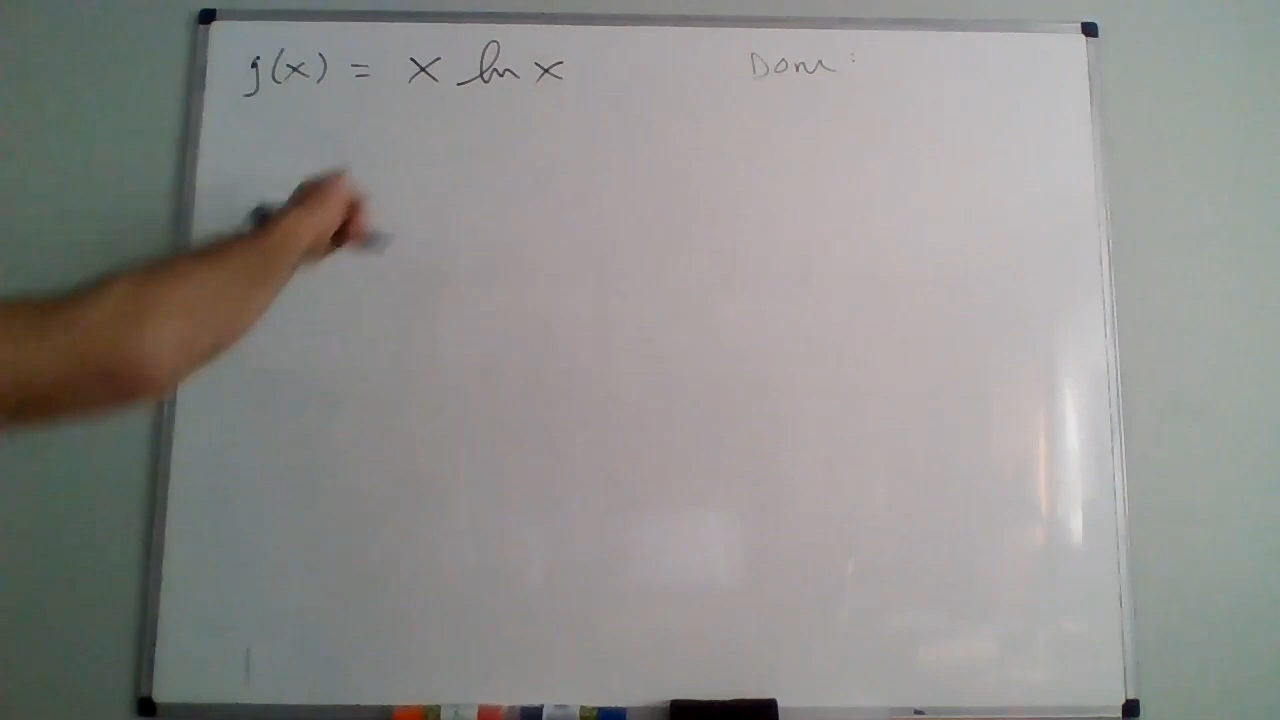 g(x) = x ln x
Dom :